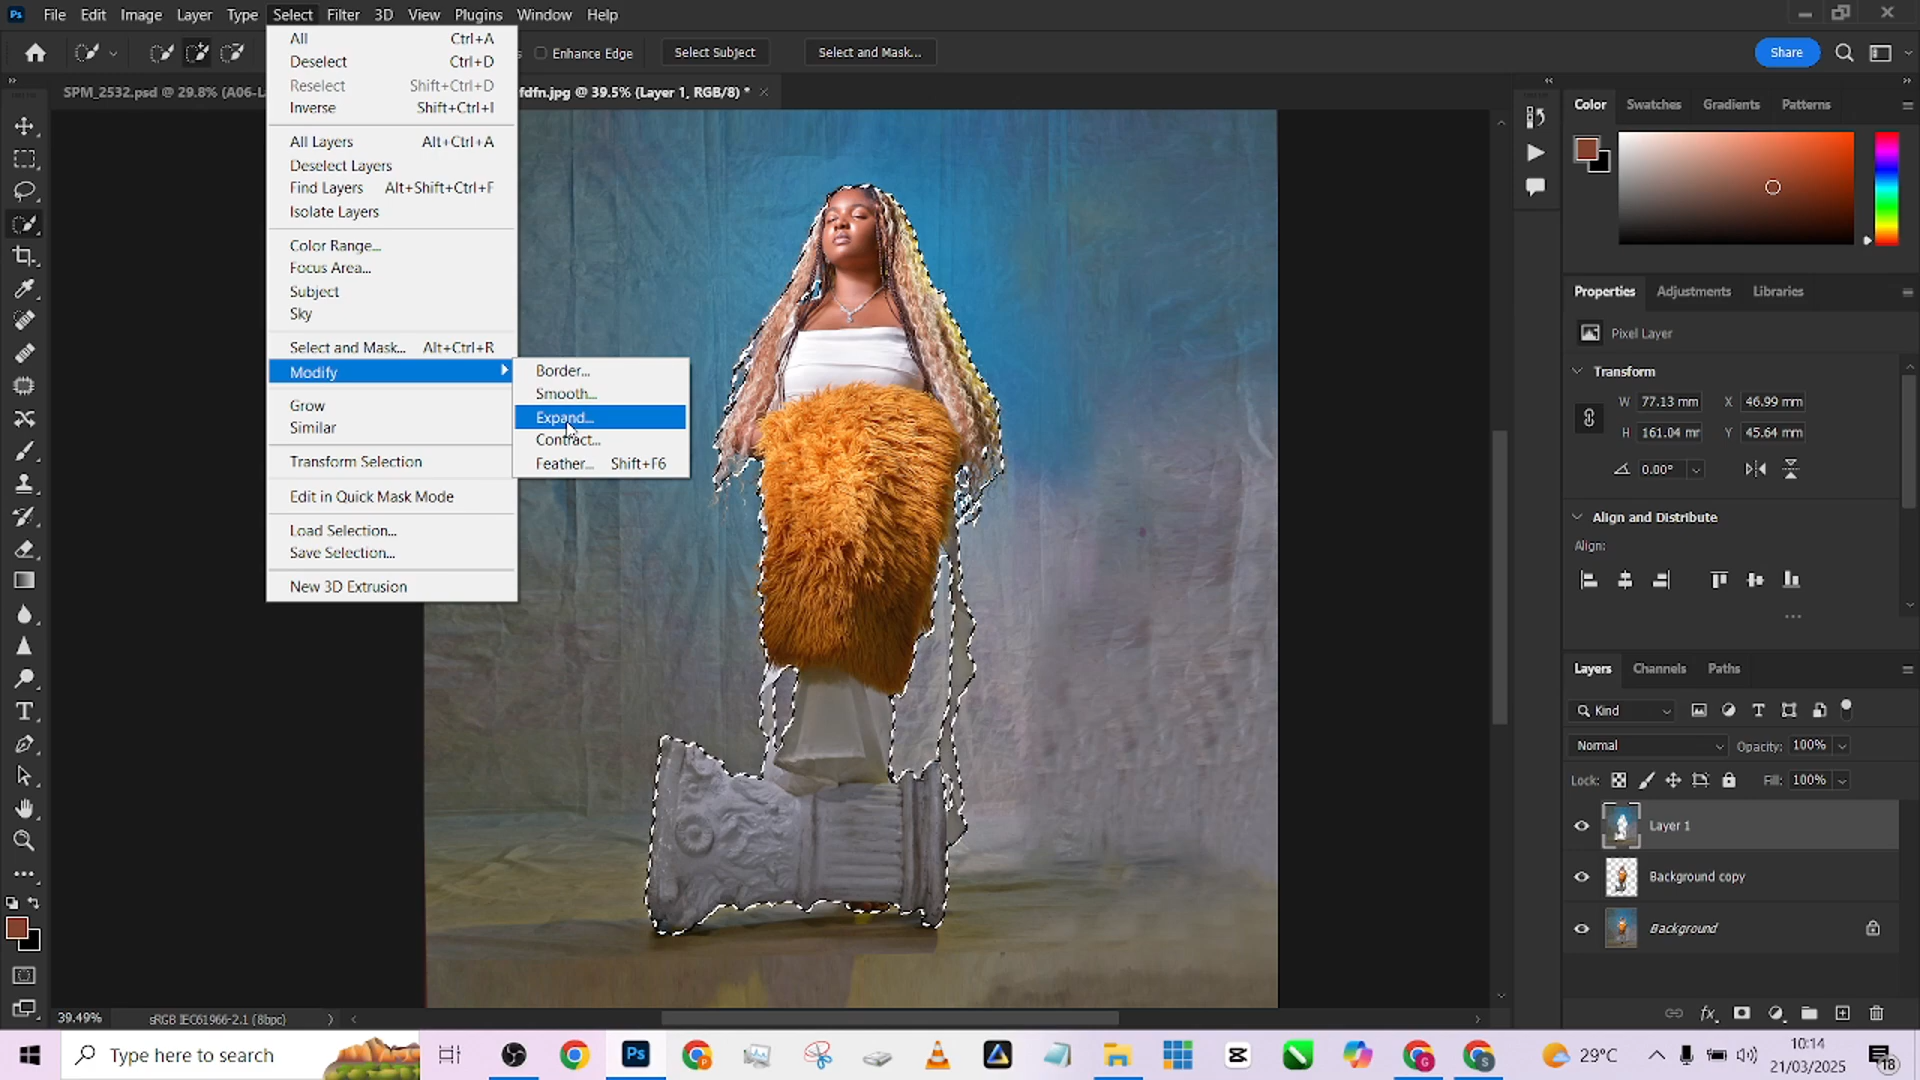 Ps File Edit Image Layer Type Select Filter 3D View Plugins Window Help
Enhance Edge Select Subject Select and Mask... Share
SPM_2532.psd @ 29.8% (A06-L
fdfn.jpg @ 39.5% (Layer 1, RGB/8) *
All Ctrl+A
Deselect Ctrl+D
Reselect Shift+Ctrl+D
Inverse Shift+Ctrl+I
All Layers Alt+Ctrl+A
Deselect Layers
Find Layers Alt+Shift+Ctrl+F
Isolate Layers
Color Range...
Focus Area...
Subject
Sky
Select and Mask... Alt+Ctrl+R
Modify
Grow
Similar
Transform Selection
Edit in Quick Mask Mode
Load Selection...
Save Selection...
New 3D Extrusion
Border...
Smooth...
Expand...
Contract...
Feather... Shift+F6
Color Swatches Gradients Patterns
Properties Adjustments Libraries
Pixel Layer
Transform
W 77.13 mm X 46.99 mm
H 161.04 mr Y 45.64 mm
0.00°
Align and Distribute
Align:
Layers Channels Paths
Kind
Normal Opacity: 100%
Lock: Fill: 100%
Layer 1
Background copy
Background
39.49% sRGB IEC61966-2.1 (8bpc)
Type here to search
Ps
29°C
10:14
21/03/2025
18